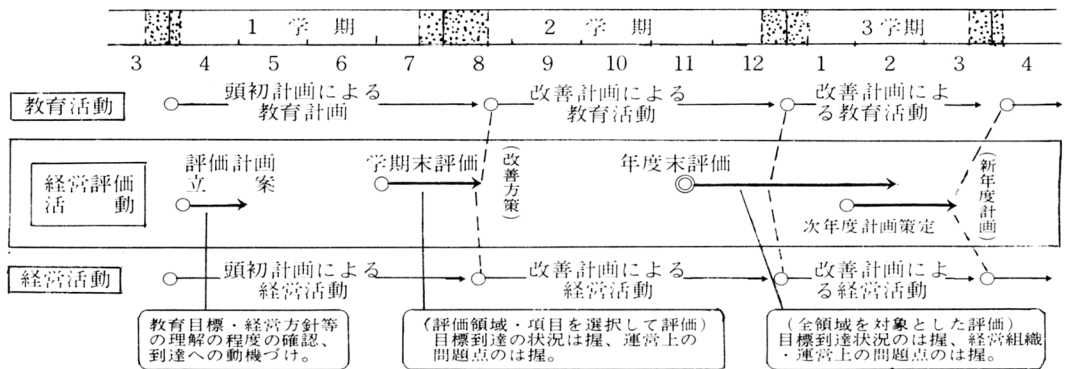 1 学 期
2 学 期
3 学期
3 4 5 6 7 8 9 10 11 12 1 2 3 4
教育活動
頭初計画による
教育計画
改善計画による
教育活動
改善計画によ
る教育活動
経営評価
活 動
評価計画
立 案
学期末評価
(改善方策)
年度末評価
次年度計画策定
(新年度計画)
経営活動
頭初計画による
経営活動
改善計画による
経営活動
改善計画によ
る経営活動
教育目標・経営方針等
の理解の程度の確認、
到達への動機づけ。
(評価領域・項目を選択して評価)
目標到達の状況は握、運営上の
問題点のは握。
(全領域を対象とした評価)
目標到達状況のは握、経営組織
・運営上の問題点のは握。